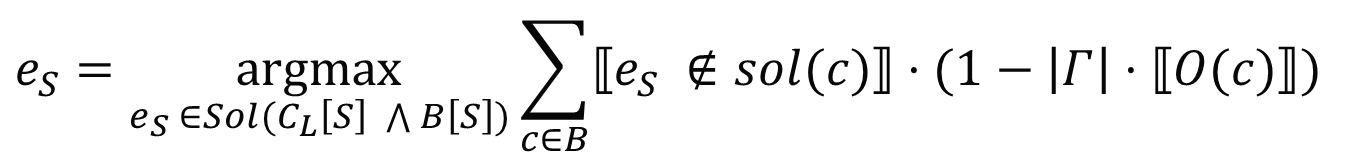 e_S = argmax_{e_S ∈Sol(C_L[S] ∧ B[S])} ∑_{c∈B} ⟦e_S ∉ sol(c)⟧ · (1 − |Γ| · ⟦O(c)⟧)